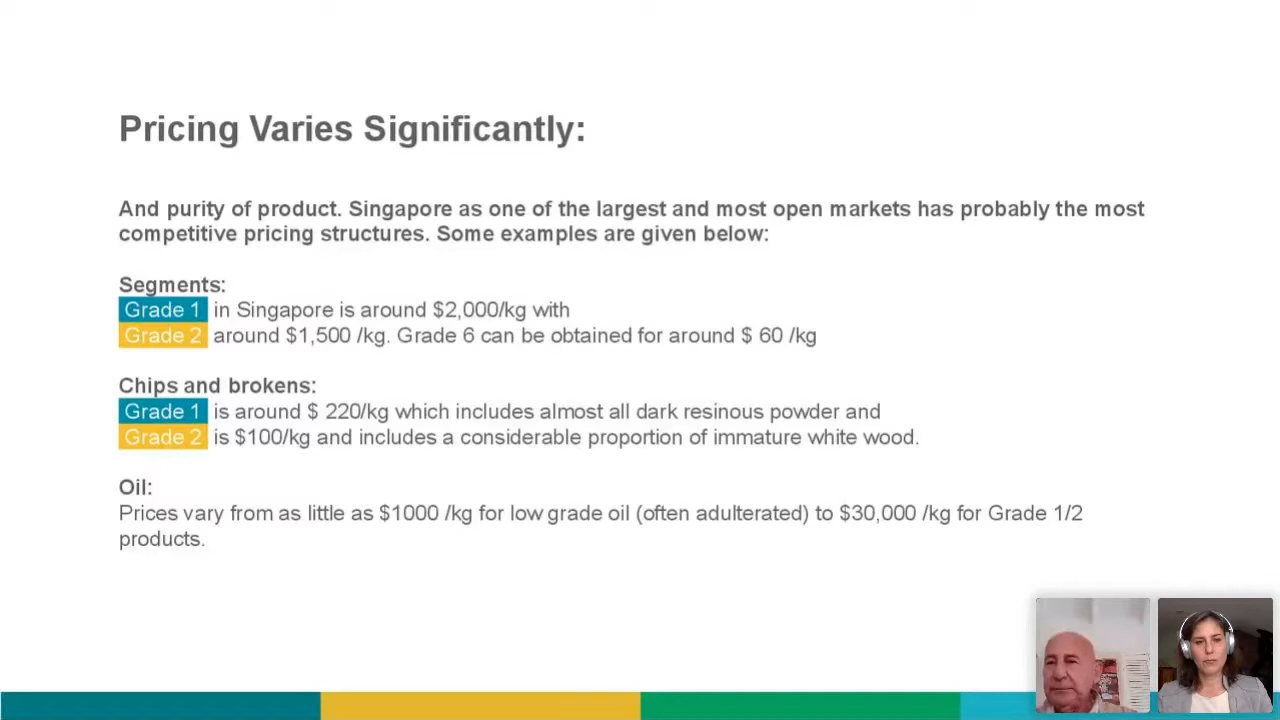 Pricing Varies Significantly:
And purity of product. Singapore as one of the largest and most open markets has probably the most
competitive pricing structures. Some examples are given below:
Segments:
Grade 1 in Singapore is around $2,000/kg with
Grade 2 around $1,500 /kg. Grade 6 can be obtained for around $ 60 /kg
Chips and brokens:
Grade 1 is around $ 220/kg which includes almost all dark resinous powder and
Grade 2 is $100/kg and includes a considerable proportion of immature white wood.
Oil:
Prices vary from as little as $1000 /kg for low grade oil (often adulterated) to $30,000 /kg for Grade 1/2
products.